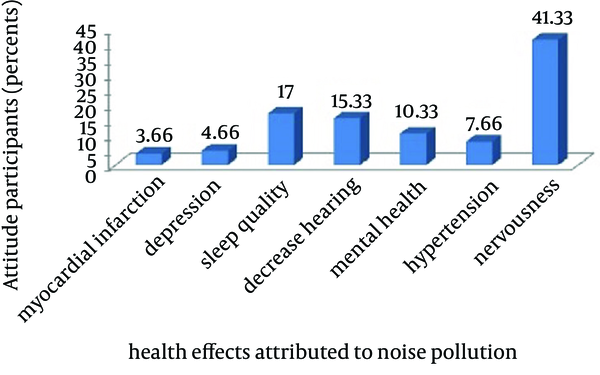 Attitude participants (percents)
45
40
35
30
25
20
15
10
5
0
3.66
4.66
17
15.33
10.33
7.66
41.33
myocardial infarction
depression
sleep quality
decrease hearing
mental health
hypertension
nervousness
health effects attributed to noise pollution